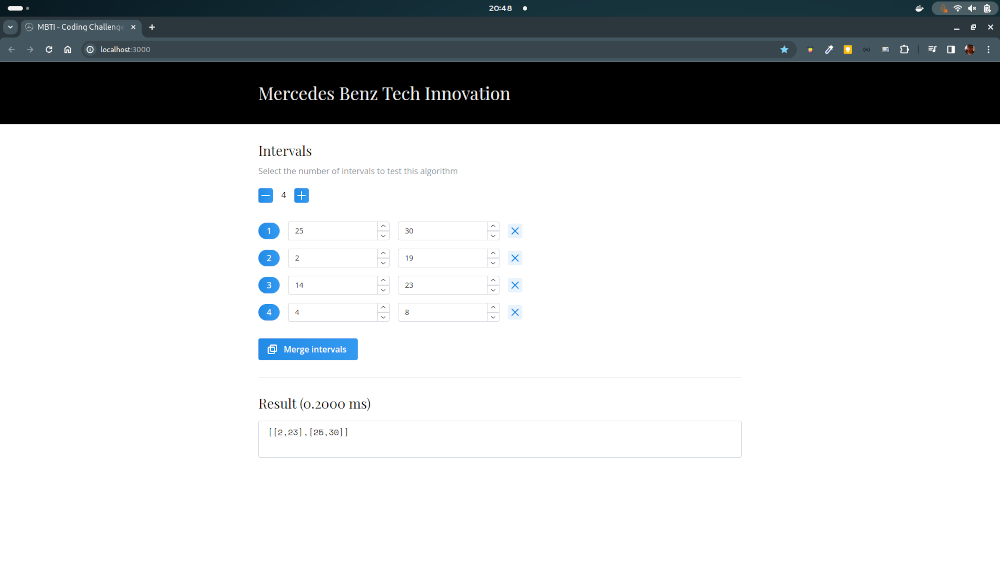 20:48
MBTI - Coding Challeng
localhost:3000
Mercedes Benz Tech Innovation
Intervals
Select the number of intervals to test this algorithm
4
1 25 30
2 2 19
3 14 23
4 4 8
Merge intervals
Result (0.2000 ms)
[[2,23],[25,30]]